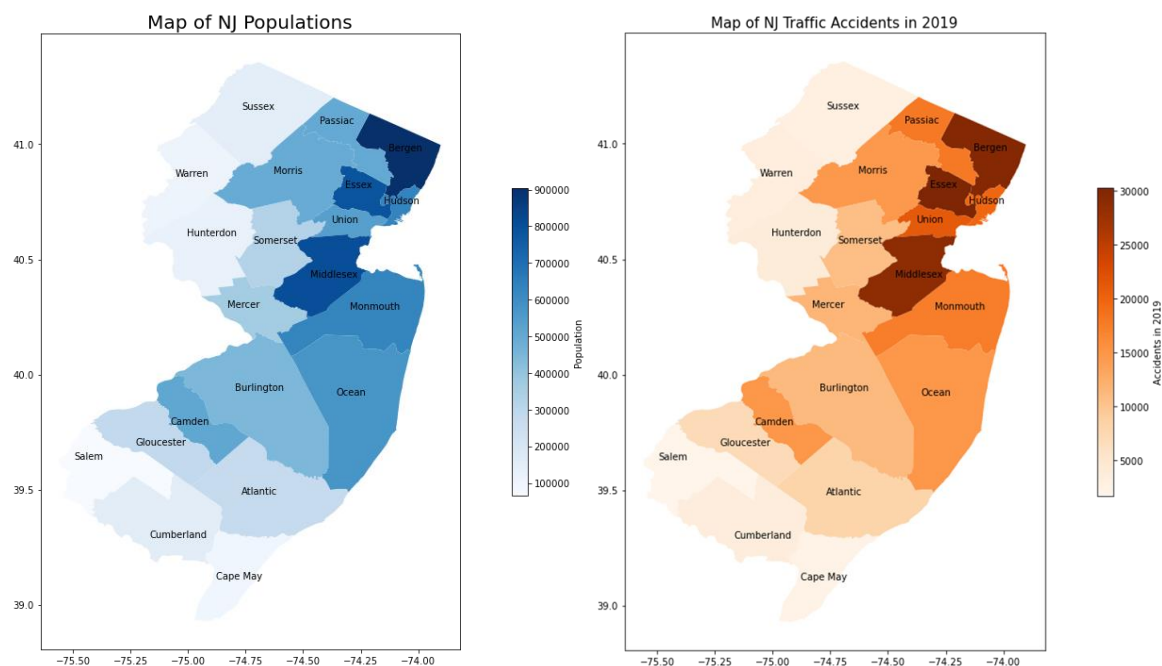 Map of NJ Populations
Sussex
Passiac
41.0
Bergen
Warren
Morris
Essex
Hudson
Union
Hunterdon
Somerset
40.5
Middlesex
Mercer
Monmouth
40.0
Burlington
Ocean
Camden
Gloucester
Salem
39.5
Atlantic
Cumberland
Cape May
39.0
−75.50 −75.25 −75.00 −74.75 −74.50 −74.25 −74.00
900000
800000
700000
600000
500000
400000
300000
200000
100000
Population
Map of NJ Traffic Accidents in 2019
Sussex
Passiac
41.0
Bergen
Warren
Morris
Essex
Hudson
Union
Hunterdon
Somerset
40.5
Middlesex
Mercer
Monmouth
40.0
Burlington
Ocean
Camden
Gloucester
Salem
39.5
Atlantic
Cumberland
Cape May
39.0
−75.50 −75.25 −75.00 −74.75 −74.50 −74.25 −74.00
30000
25000
20000
15000
10000
5000
Accidents in 2019